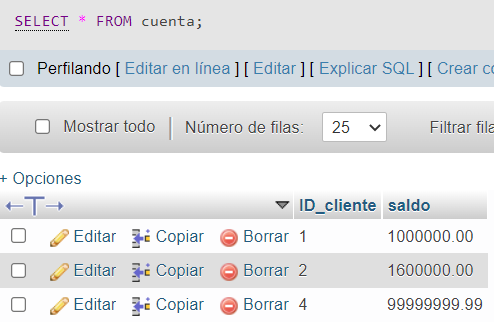 SELECT * FROM cuenta;
Perfilando [ Editar en línea ] [ Editar ] [ Explicar SQL ] [ Crear co
Mostrar todo Número de filas: 25 Filtrar fila
+ Opciones
ID_cliente saldo
Editar Copiar Borrar 1 1000000.00
Editar Copiar Borrar 2 1600000.00
Editar Copiar Borrar 4 99999999.99